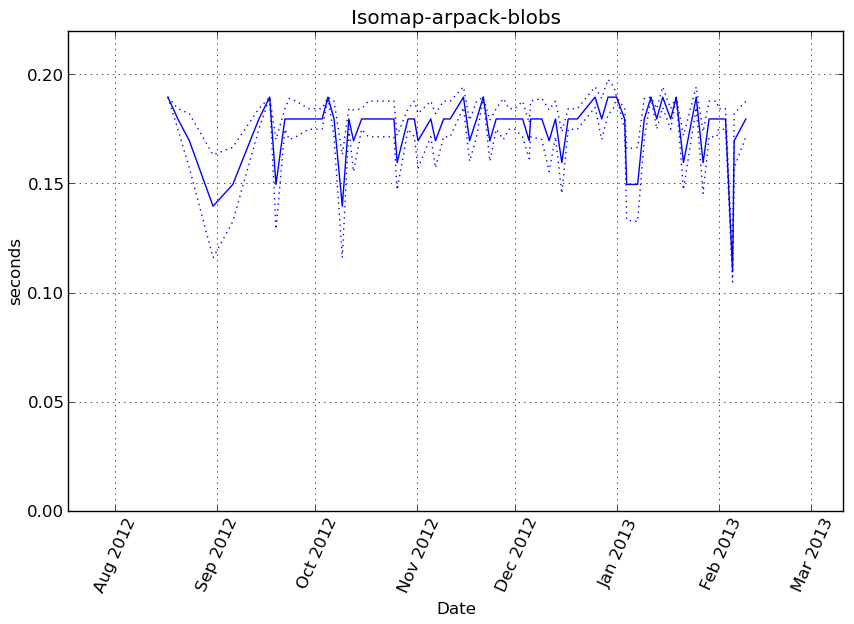 Isomap-arpack-blobs
0.20
0.15
0.10
0.05
0.00
seconds
Aug 2012
Sep 2012
Oct 2012
Nov 2012
Dec 2012
Jan 2013
Feb 2013
Mar 2013
Date